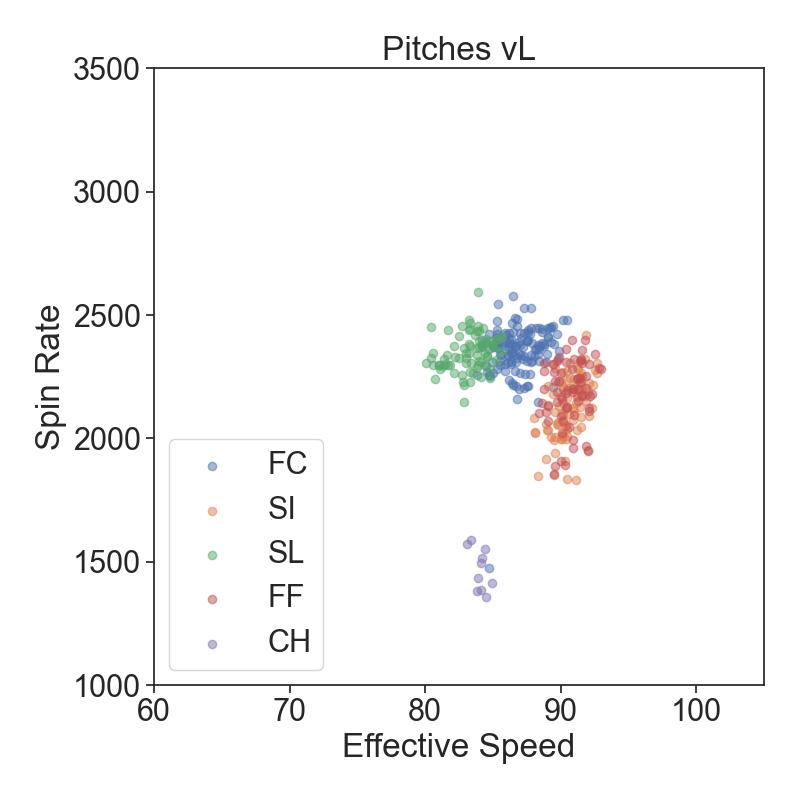 Pitches vL
3500
3000
2500
2000
1500
1000
Spin Rate
FC
SI
SL
FF
CH
60 70 80 90 100
Effective Speed